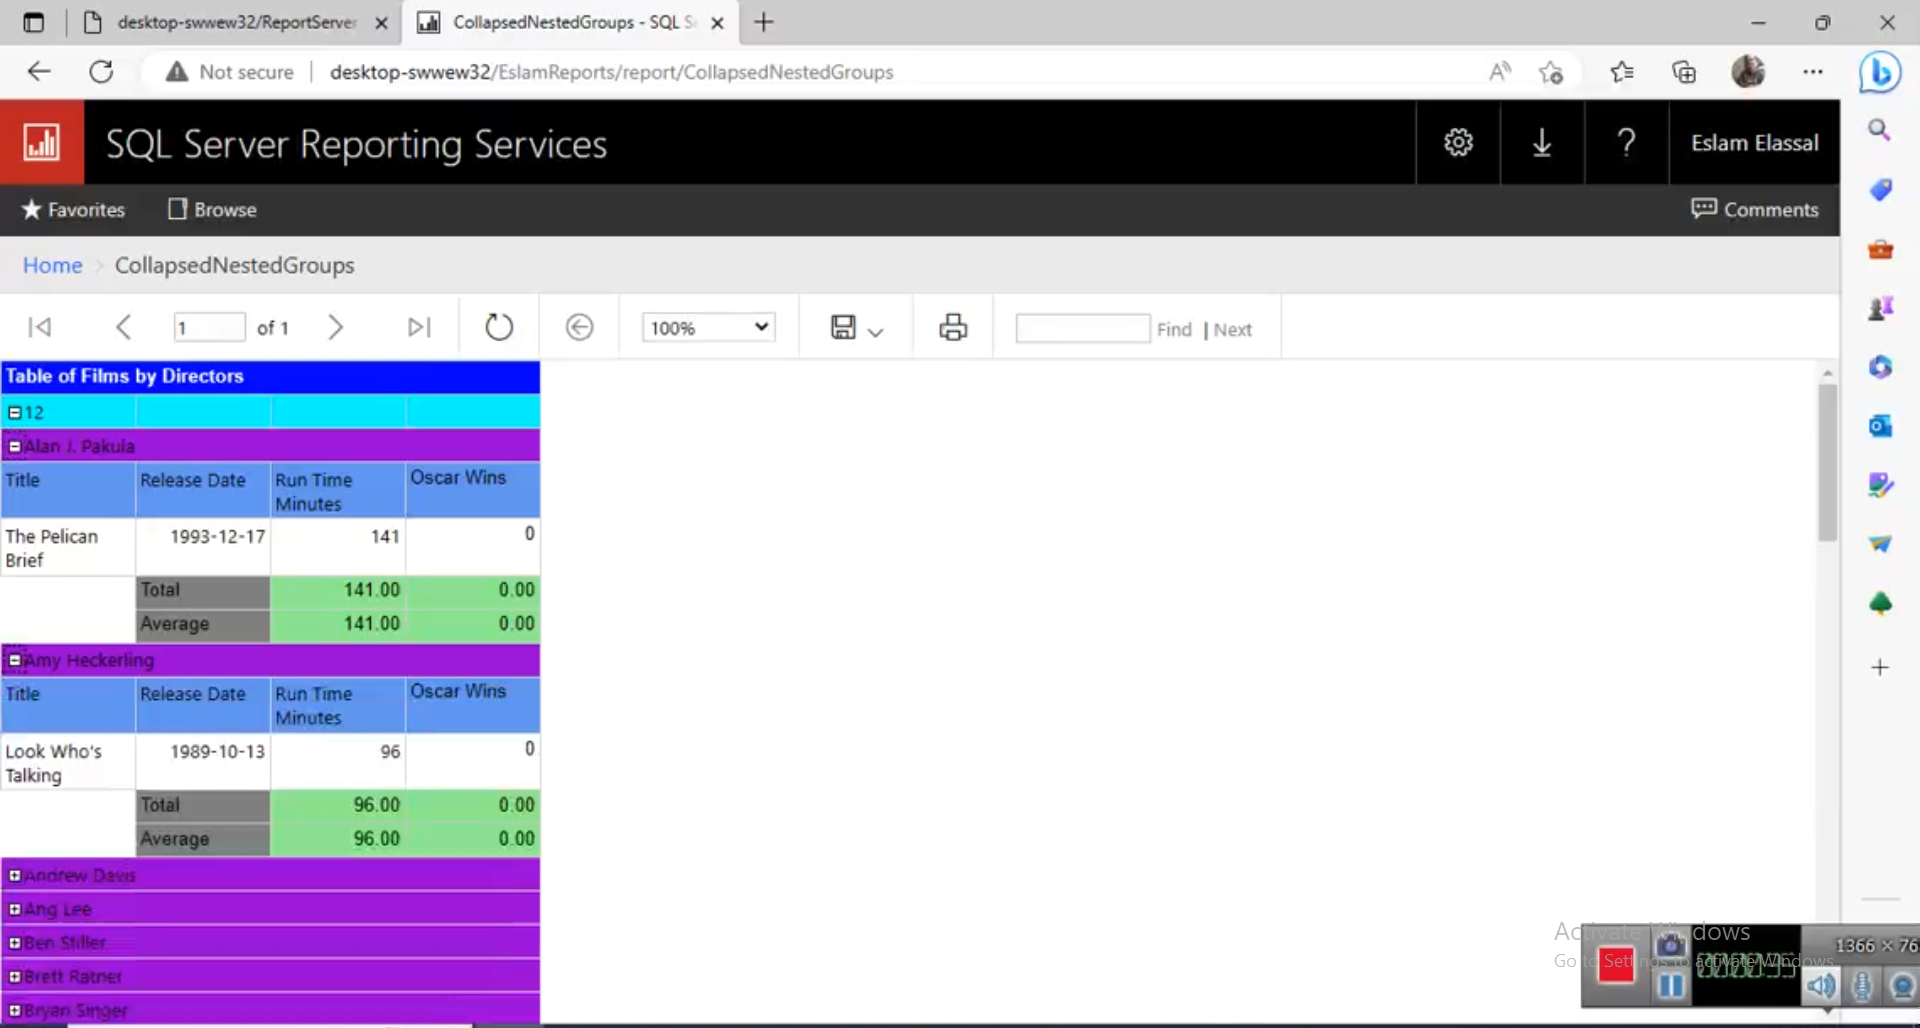 desktop-swwew32/ReportServer
CollapsedNestedGroups - SQL S
Not secure
desktop-swwew32/EslamReports/report/CollapsedNestedGroups
SQL Server Reporting Services
Eslam Elassal
Favorites Browse
Comments
Home > CollapsedNestedGroups
1 of 1
100%
Find | Next
Table of Films by Directors
12
Alan J. Pakula
Title Release Date Run Time Minutes Oscar Wins
The Pelican Brief 1993-12-17 141 0
Total 141.00 0.00
Average 141.00 0.00
Amy Heckerling
Title Release Date Run Time Minutes Oscar Wins
Look Who's Talking 1989-10-13 96 0
Total 96.00 0.00
Average 96.00 0.00
Andrew Davis
Ang Lee
Ben Stiller
Brett Ratner
Bryan Singer
Activate Windows
Go to Settings to activate Windows.
1366 × 76